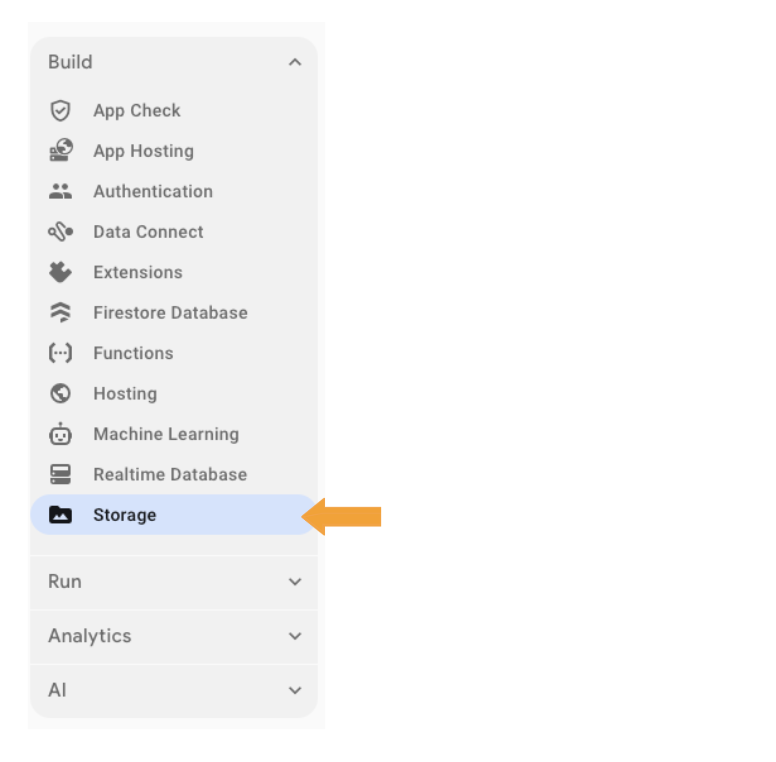 Build
App Check
App Hosting
Authentication
Data Connect
Extensions
Firestore Database
Functions
Hosting
Machine Learning
Realtime Database
Storage
Run
Analytics
AI